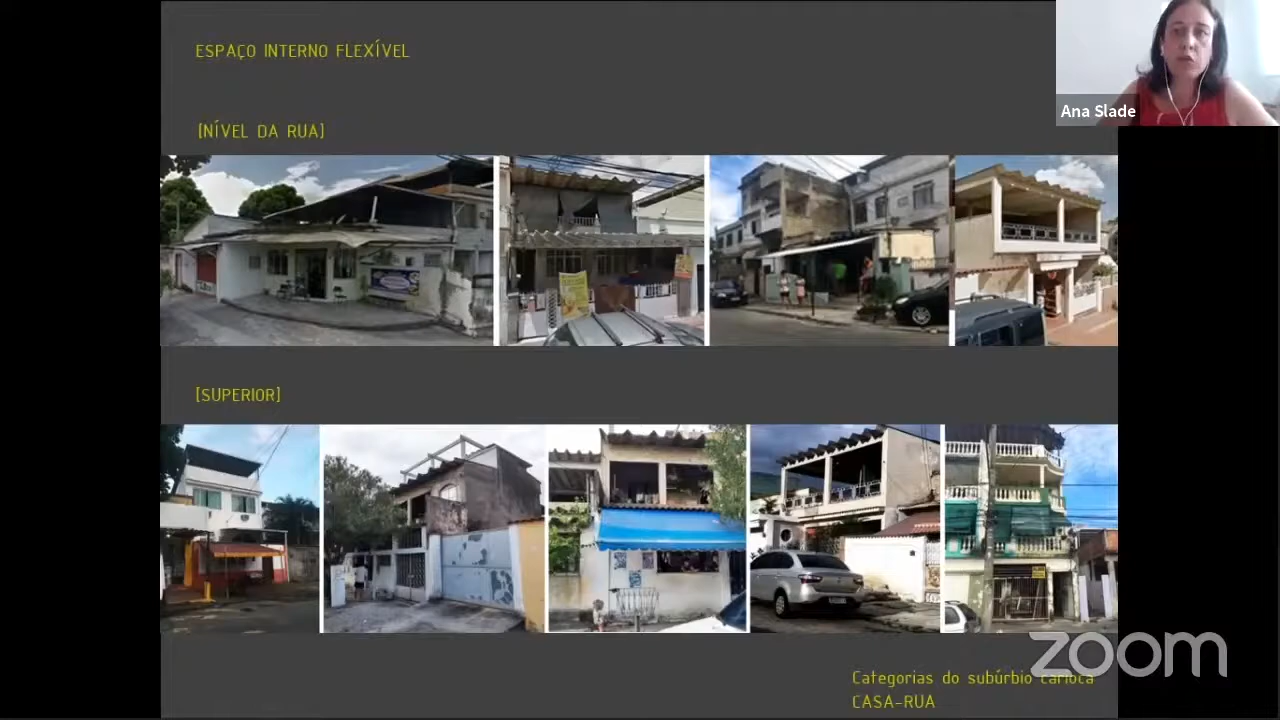 ESPAÇO INTERNO FLEXÍVEL
Ana Slade
[NÍVEL DA RUA]
[SUPERIOR]
zoom
Categorias do subúrbio carioca
CASA-RUA